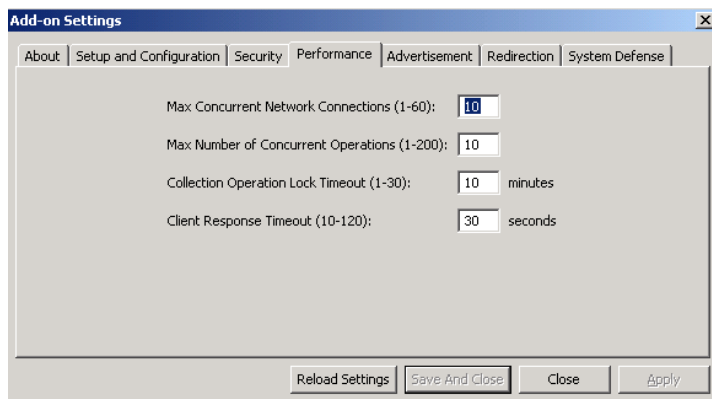 Add-on Settings
About Setup and Configuration Security Performance Advertisement Redirection System Defense
Max Concurrent Network Connections (1-60): 10
Max Number of Concurrent Operations (1-200): 10
Collection Operation Lock Timeout (1-30): 10 minutes
Client Response Timeout (10-120): 30 seconds
Reload Settings Save And Close Close Apply